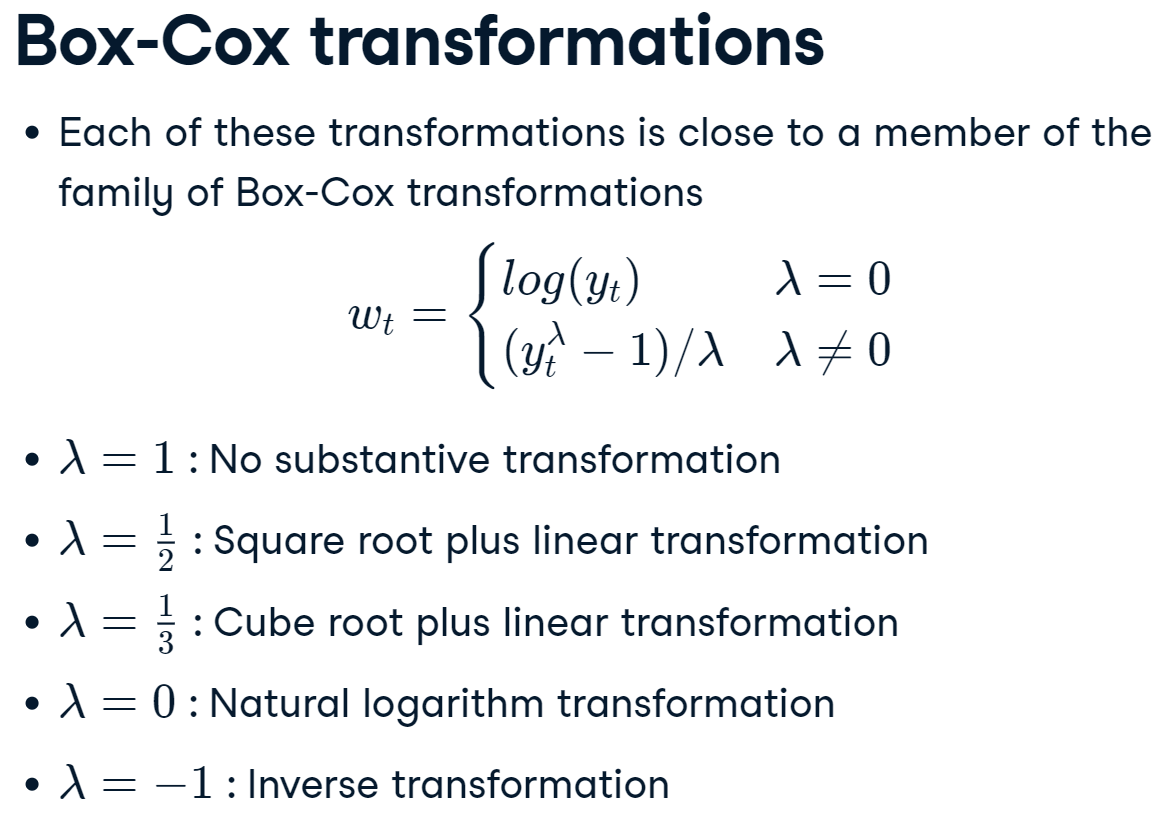 Box-Cox transformations
• Each of these transformations is close to a member of the
family of Box-Cox transformations
$w_t = \begin{cases} log(y_t) & \lambda = 0 \\ (y_t^\lambda - 1)/\lambda & \lambda \neq 0 \end{cases}$
• $\lambda = 1$ : No substantive transformation
• $\lambda = \frac{1}{2}$ : Square root plus linear transformation
• $\lambda = \frac{1}{3}$ : Cube root plus linear transformation
• $\lambda = 0$ : Natural logarithm transformation
• $\lambda = -1$ : Inverse transformation